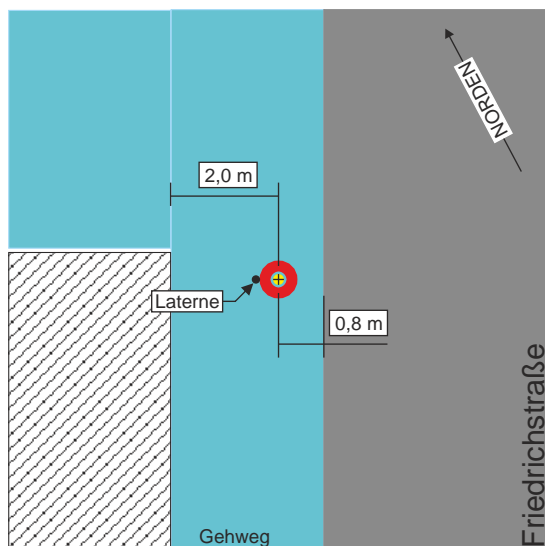 NORDEN
2,0 m
Laterne
0,8 m
Friedrichstraße
Gehweg